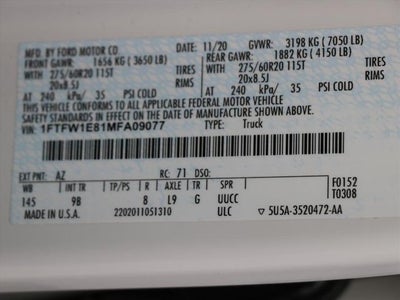 MFD. BY FORD MOTOR CO 11/20 GVWR: 3198 KG ( 7050 LB)
FRONT GAWR: 1656 KG ( 3650 LB) REAR GAWR: 1882 KG ( 4150 LB)
WITH 275/60R20 115T TIRES WITH 275/60R20 115T TIRES
20x8.5J RIMS 20x8.5J RIMS
AT 240 kPa/ 35 PSI COLD AT 240 kPa/ 35 PSI COLD
THIS VEHICLE CONFORMS TO ALL APPLICABLE FEDERAL MOTOR VEHICLE
SAFETY STANDARDS IN EFFECT ON THE DATE OF MANUFACTURE SHOWN ABOVE.
VIN: 1FTFW1E81MFA09077 TYPE: Truck
EXT PNT: AZ RC: 71 DSO: F0152
WB BRK INT TR TP/PS R AXLE TR SPR T0308
145 9B 8 L9 G UUCC
MADE IN U.S.A. 2202011051310 ULC 5U5A-3520472-AA